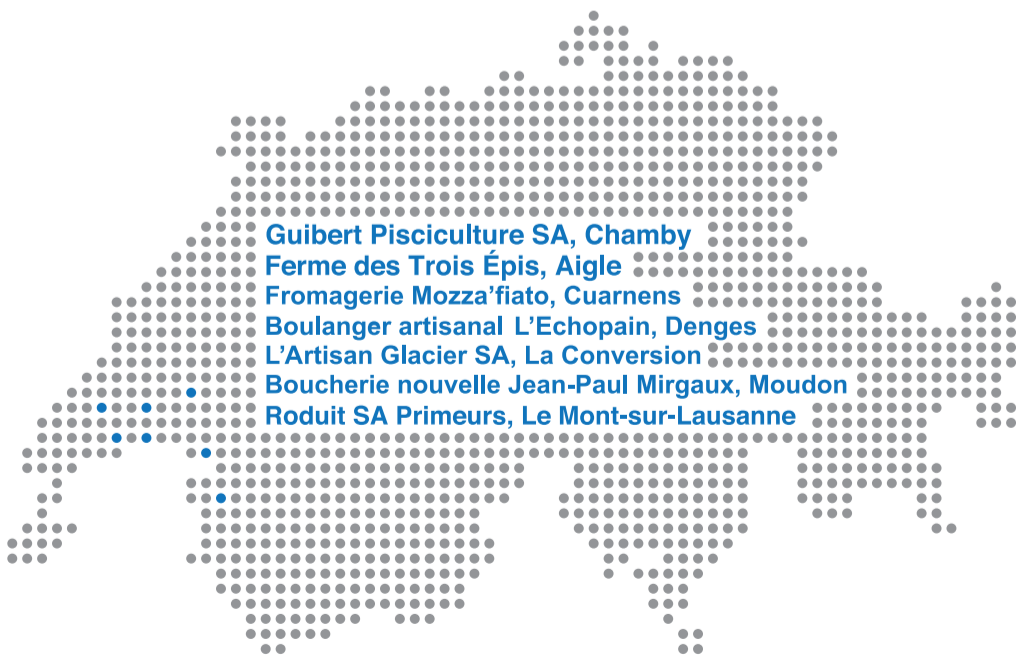 Guibert Pisciculture SA, Chamby
Ferme des Trois Épis, Aigle
Fromagerie Mozza’fiato, Cuarnens
Boulanger artisanal L’Echopain, Denges
L’Artisan Glacier SA, La Conversion
Boucherie nouvelle Jean-Paul Mirgaux, Moudon
Roduit SA Primeurs, Le Mont-sur-Lausanne